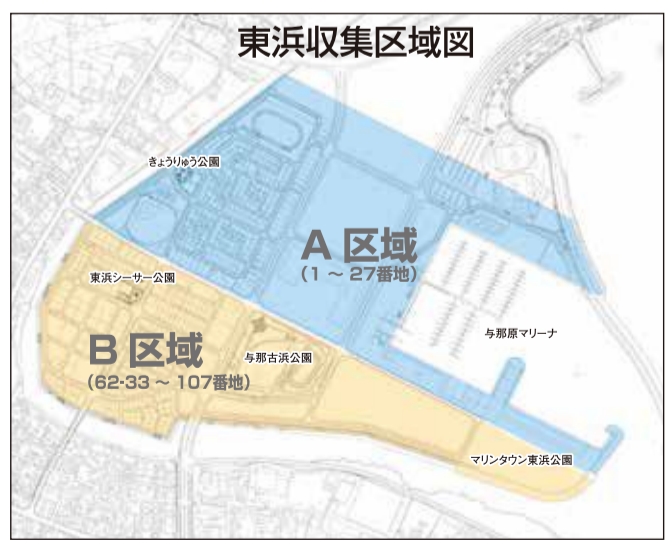 東浜収集区域図
きょうりゅう公園
A 区域
（1 ～ 27番地）
東浜シーサー公園
与那原マリーナ
B 区域
（62-33 ～ 107番地）
与那古浜公園
マリンタウン東浜公園